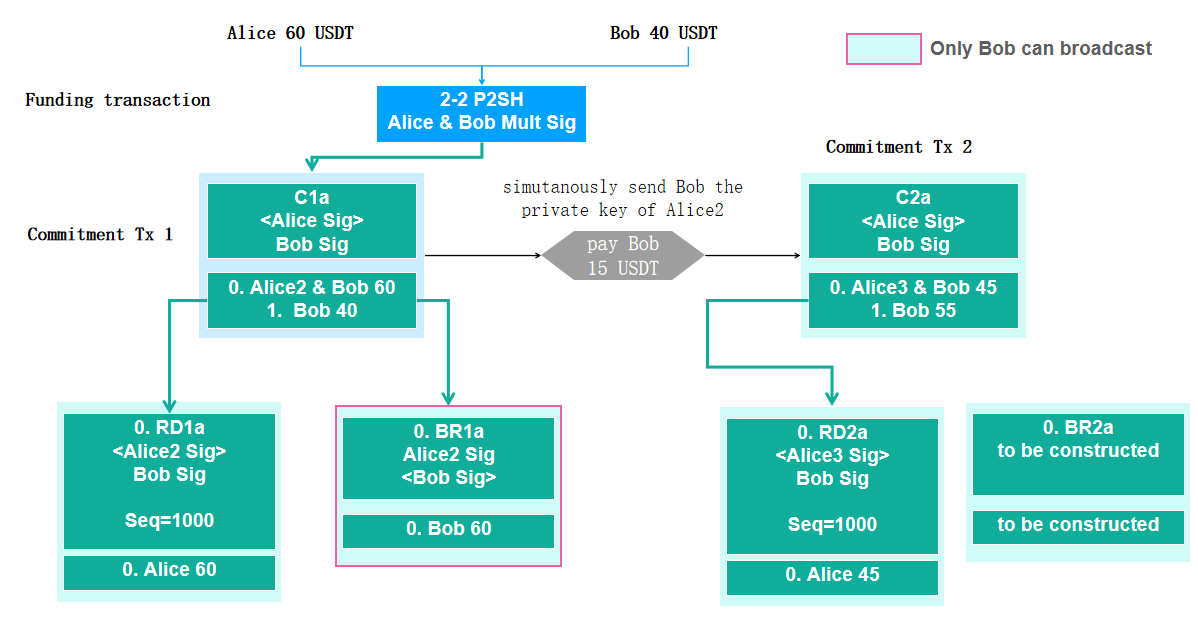 Alice 60 USDT
Bob 40 USDT
Only Bob can broadcast
Funding transaction
2-2 P2SH
Alice & Bob Mult Sig
Commitment Tx 2
Commitment Tx 1
C1a
<Alice Sig>
Bob Sig
0. Alice2 & Bob 60
1. Bob 40
simutanously send Bob the
private key of Alice2
pay Bob
15 USDT
C2a
<Alice Sig>
Bob Sig
0. Alice3 & Bob 45
1. Bob 55
0. RD1a
<Alice2 Sig>
Bob Sig
Seq=1000
0. Alice 60
0. BR1a
Alice2 Sig
<Bob Sig>
0. Bob 60
0. RD2a
<Alice3 Sig>
Bob Sig
Seq=1000
0. Alice 45
0. BR2a
to be constructed
to be constructed